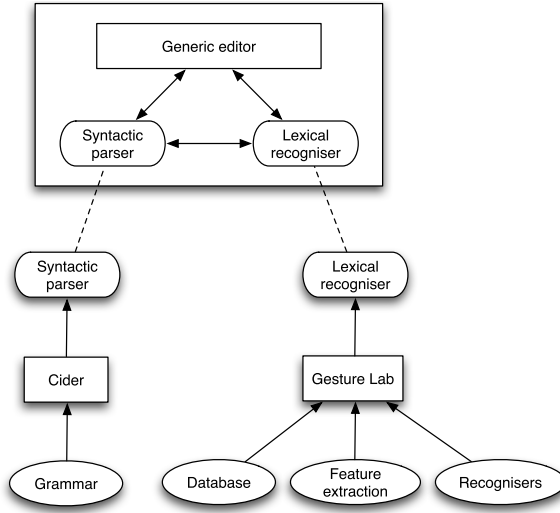 Generic editor
Syntactic
parser
Lexical
recogniser
Syntactic
parser
Lexical
recogniser
Cider
Gesture Lab
Grammar
Database
Feature
extraction
Recognisers